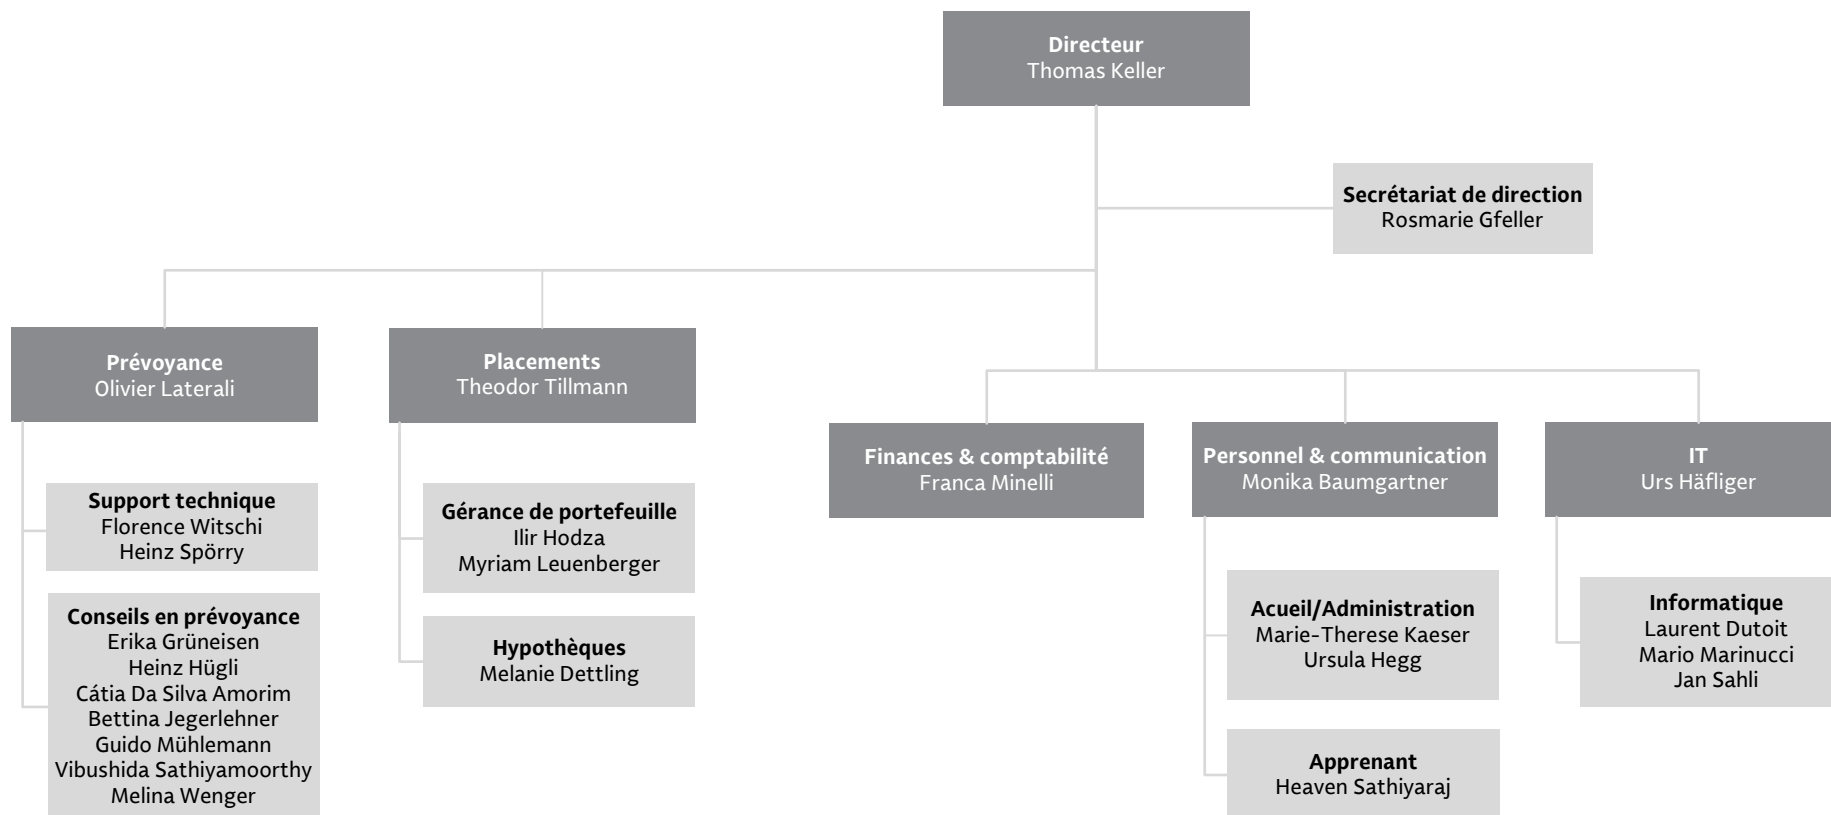 Directeur
Thomas Keller
Secrétariat de direction
Rosmarie Gfeller
Prévoyance
Olivier Laterali
Placements
Theodor Tillmann
Finances & comptabilité
Franca Minelli
Personnel & communication
Monika Baumgartner
IT
Urs Häfliger
Support technique
Florence Witschi
Heinz Spörry
Conseils en prévoyance
Erika Grüneisen
Heinz Hügli
Cátia Da Silva Amorim
Bettina Jegerlehner
Guido Mühlemann
Vibushida Sathiyamoorthy
Melina Wenger
Gérance de portefeuille
Ilir Hodza
Myriam Leuenberger
Hypothèques
Melanie Dettling
Acueil/Administration
Marie-Therese Kaeser
Ursula Hegg
Apprenant
Heaven Sathiyaraj
Informatique
Laurent Dutoit
Mario Marinucci
Jan Sahli